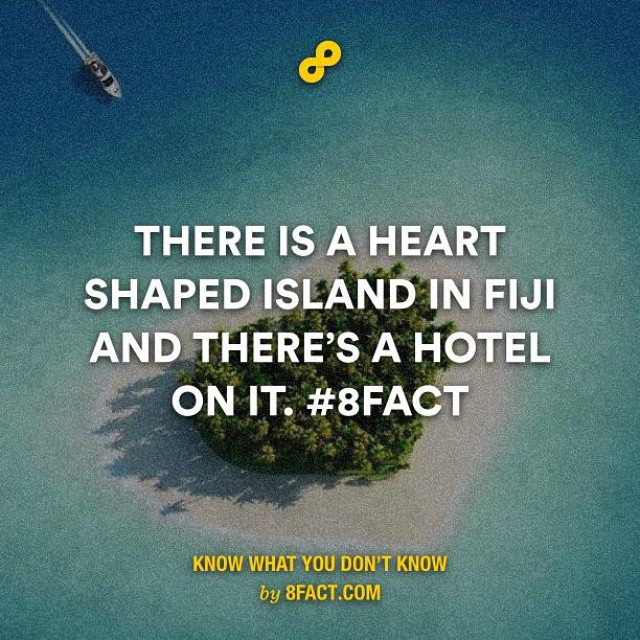 THERE IS A HEART
SHAPED ISLAND IN FIJI
AND THERE'S A HOTEL
ON IT. #8FACT
KNOW WHAT YOU DON'T KNOW
by 8FACT.COM